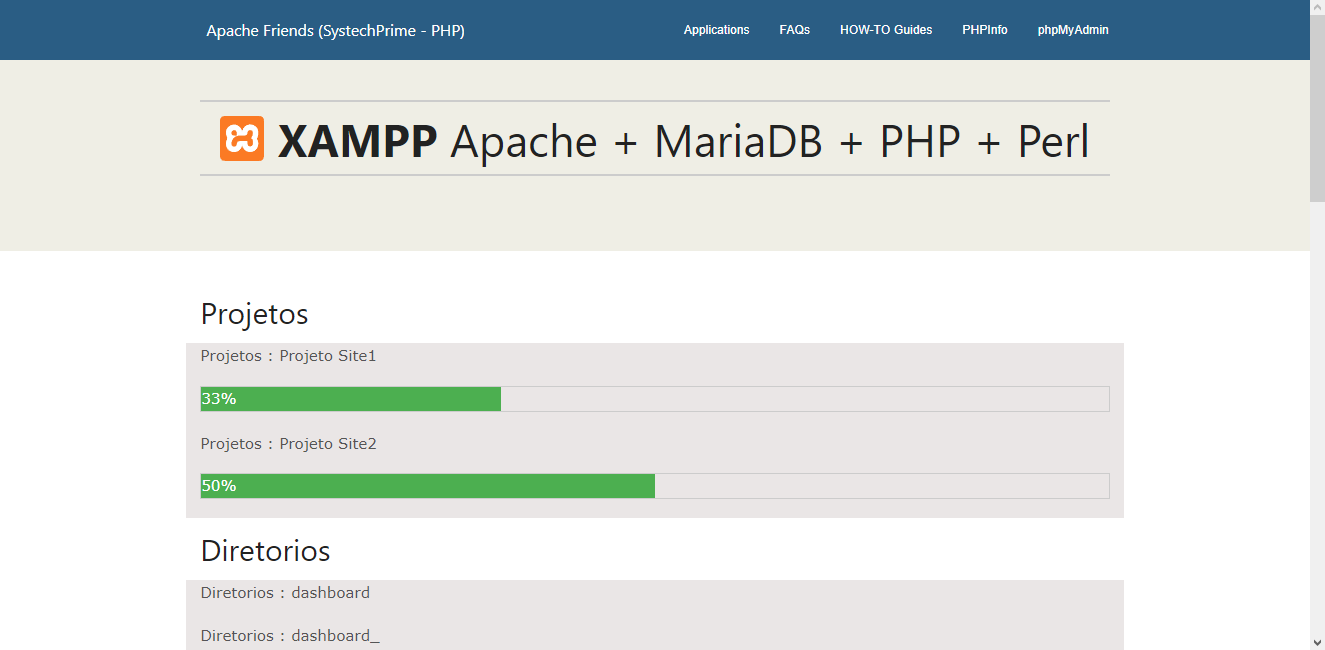 Apache Friends (SystechPrime - PHP) Applications FAQs HOW-TO Guides PHPInfo phpMyAdmin
XAMPP Apache + MariaDB + PHP + Perl
Projetos
Projetos : Projeto Site1
33%
Projetos : Projeto Site2
50%
Diretorios
Diretorios : dashboard
Diretorios : dashboard_